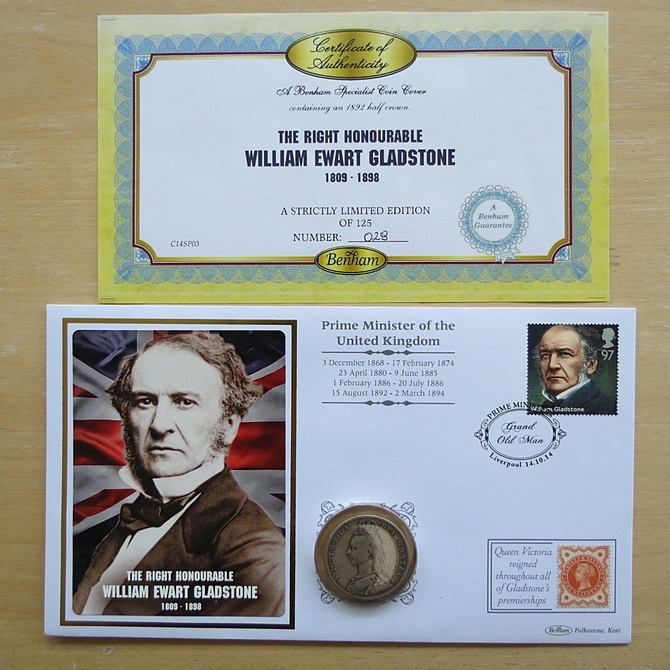 Certificate of
Authenticity
A Benham Specialist Coin Cover
containing an 1892 half crown.
THE RIGHT HONOURABLE
WILLIAM EWART GLADSTONE
1809 - 1898
A STRICTLY LIMITED EDITION
OF 125
NUMBER: 028
C14SP03
A
Benham
Guarantee
Benham
Prime Minister of the
United Kingdom
3 December 1868 - 17 February 1874
23 April 1880 - 9 June 1885
1 February 1886 - 20 July 1886
15 August 1892 - 2 March 1894
97
William Gladstone
PRIME MIN
Grand
Old Man
Liverpool 14.10.14
THE RIGHT HONOURABLE
WILLIAM EWART GLADSTONE
1809 - 1898
Queen Victoria
reigned
throughout all
of Gladstone's
premierships.
Benham Folkestone, Kent